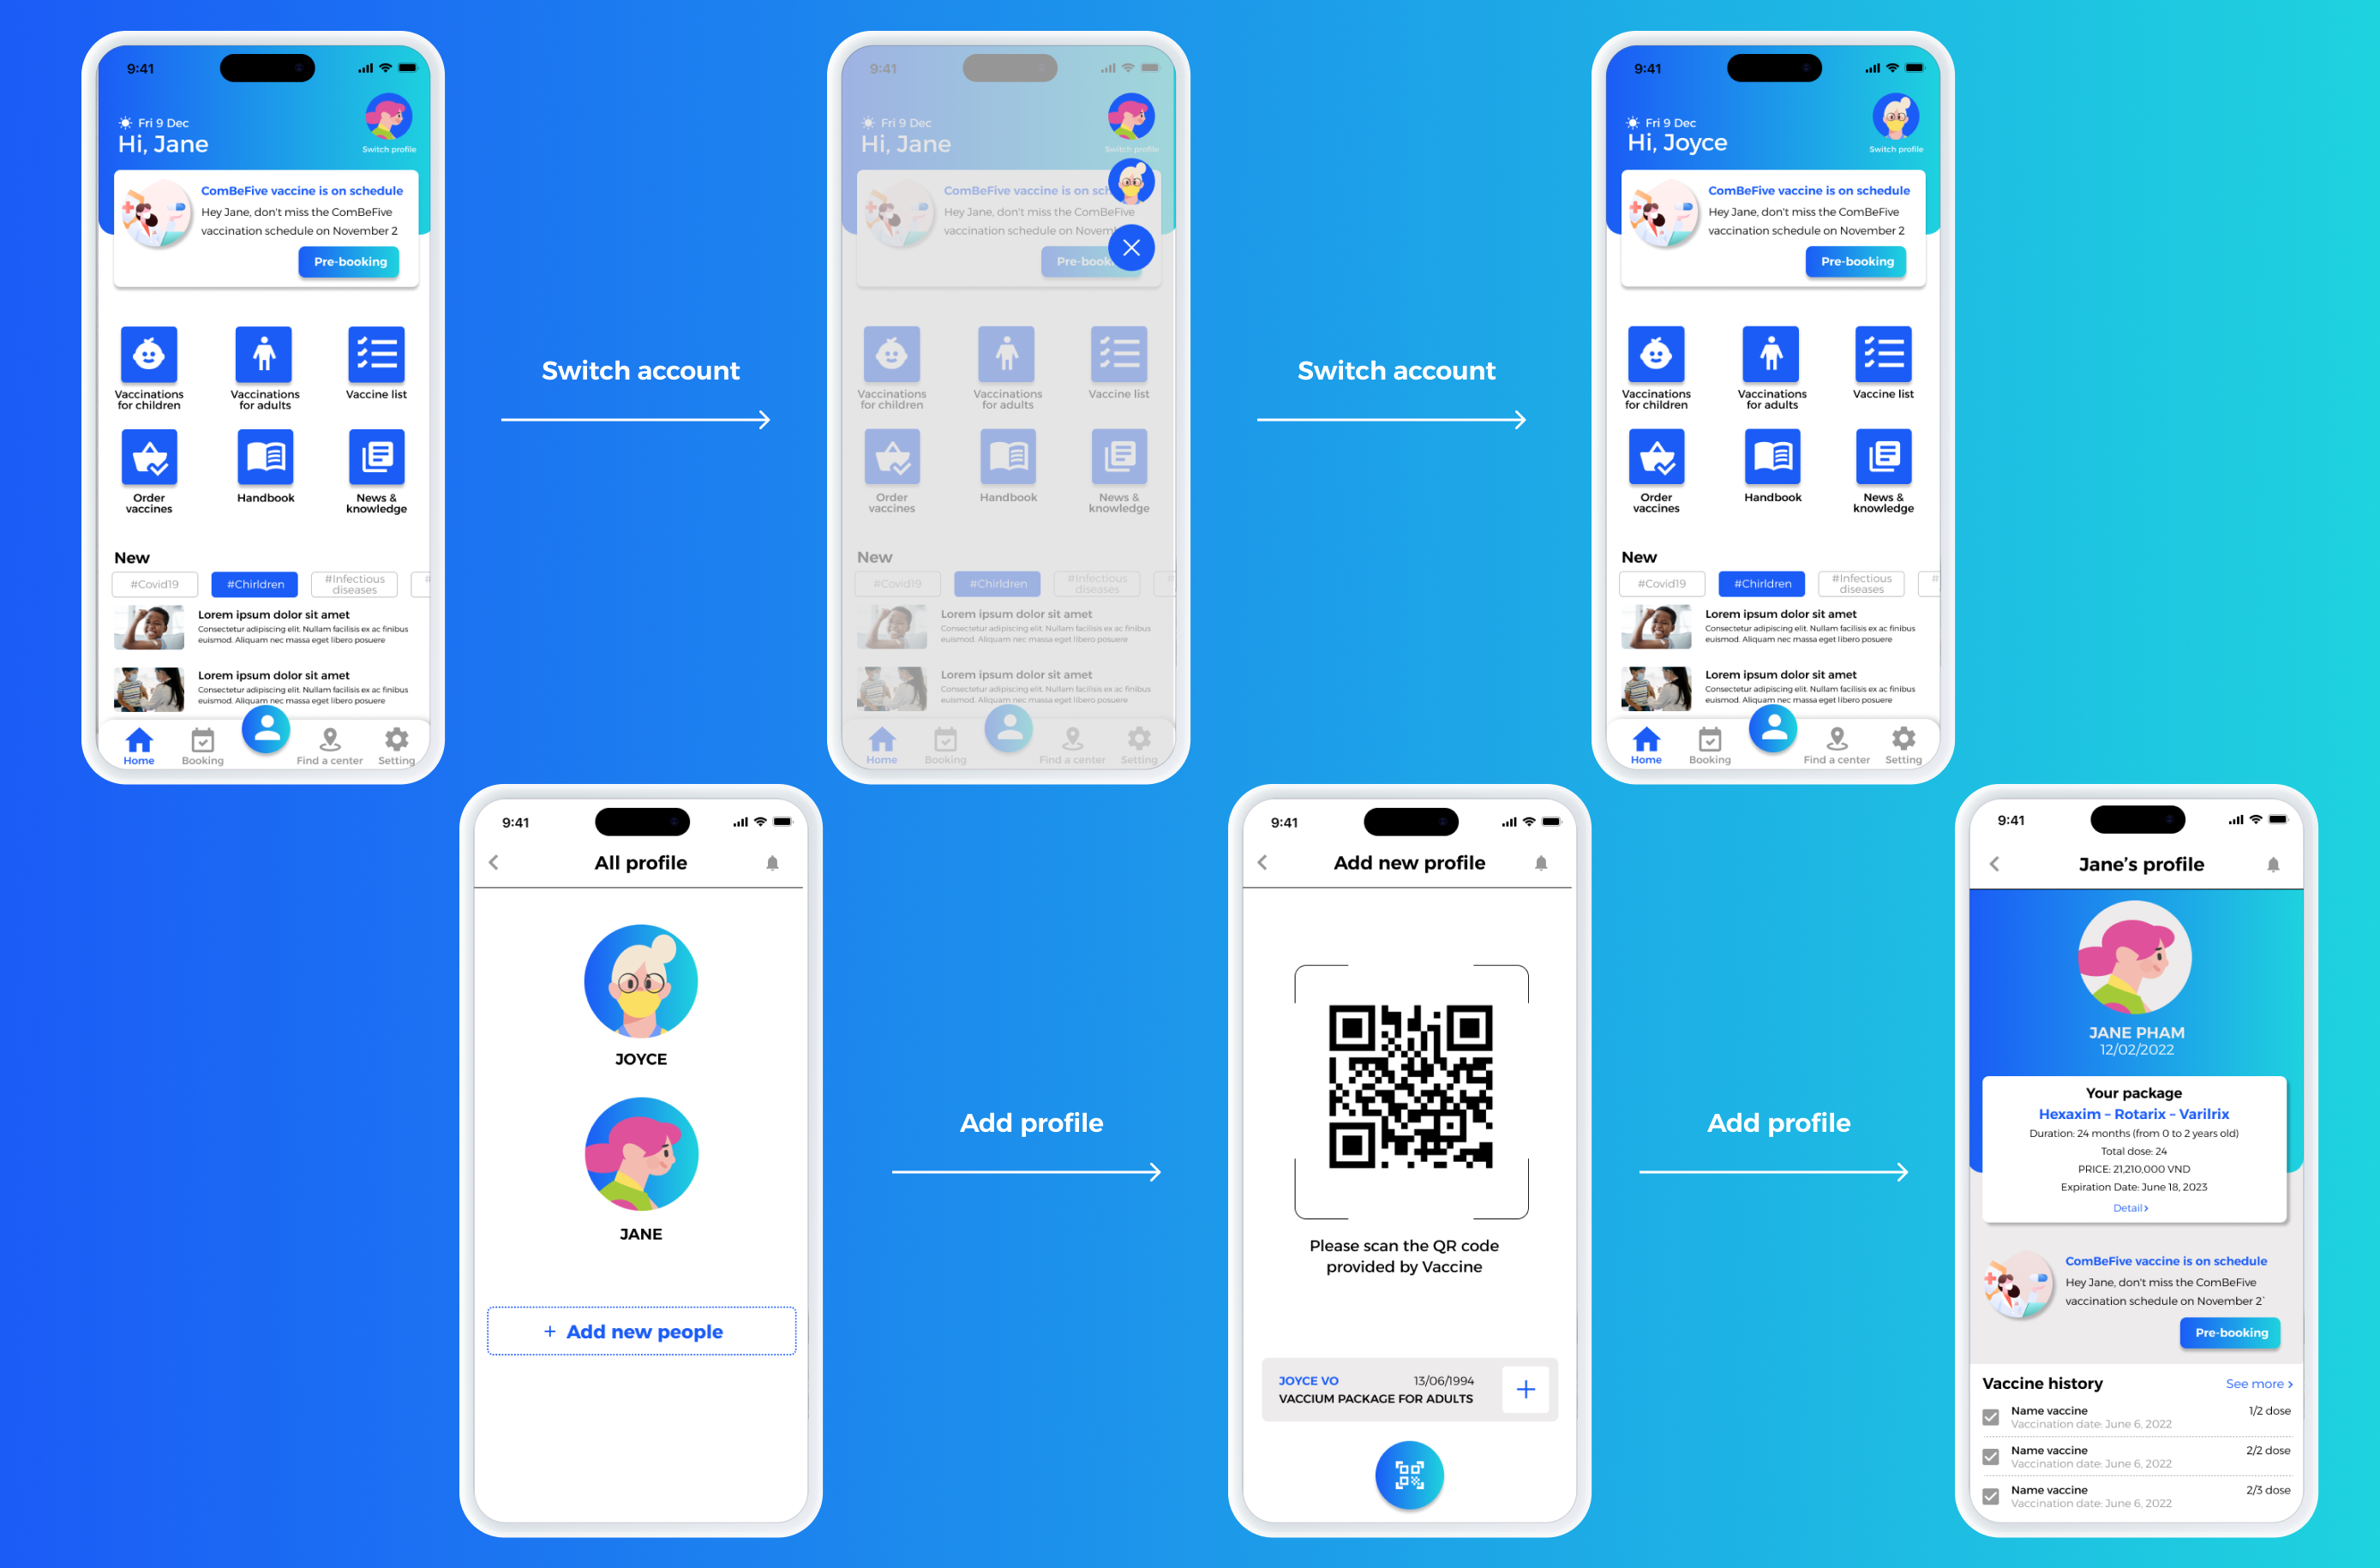 9:41
Fri 9 Dec
Hi, Jane
Switch profile
ComBeFive vaccine is on schedule
Hey Jane, don't miss the ComBeFive
vaccination schedule on November 2
Pre-booking
Vaccinations
for children
Vaccinations
for adults
Vaccine list
Order
vaccines
Handbook
News &
knowledge
New
#Covid19
#Chirldren
#Infectious
diseases
#
Lorem ipsum dolor sit amet
Consectetur adipiscing elit. Nullam facilisis ex ac finibus
euismod. Aliquam nec massa eget libero posuere
Lorem ipsum dolor sit amet
Consectetur adipiscing elit. Nullam facilisis ex ac finibus
euismod. Aliquam nec massa eget libero posuere
Home
Booking
Find a center
Setting
Switch account
9:41
Fri 9 Dec
Hi, Jane
Switch profile
ComBeFive vaccine is on sch
Hey Jane, don't miss the ComBeFive
vaccination schedule on Novemb
Pre-book
Vaccinations
for children
Vaccinations
for adults
Vaccine list
Order
vaccines
Handbook
News &
knowledge
New
#Covid19
#Chirldren
#Infectious
diseases
#
Lorem ipsum dolor sit amet
Consectetur adipiscing elit. Nullam facilisis ex ac finibus
euismod. Aliquam nec massa eget libero posuere
Lorem ipsum dolor sit amet
Consectetur adipiscing elit. Nullam facilisis ex ac finibus
euismod. Aliquam nec massa eget libero posuere
Home
Booking
Find a center
Setting
Switch account
9:41
Fri 9 Dec
Hi, Joyce
Switch profile
ComBeFive vaccine is on schedule
Hey Jane, don't miss the ComBeFive
vaccination schedule on November 2
Pre-booking
Vaccinations
for children
Vaccinations
for adults
Vaccine list
Order
vaccines
Handbook
News &
knowledge
New
#Covid19
#Chirldren
#Infectious
diseases
#
Lorem ipsum dolor sit amet
Consectetur adipiscing elit. Nullam facilisis ex ac finibus
euismod. Aliquam nec massa eget libero posuere
Lorem ipsum dolor sit amet
Consectetur adipiscing elit. Nullam facilisis ex ac finibus
euismod. Aliquam nec massa eget libero posuere
Home
Booking
Find a center
Setting
9:41
All profile
JOYCE
JANE
+ Add new people
Add profile
9:41
Add new profile
Please scan the QR code
provided by Vaccine
JOYCE VO 13/06/1994
VACCIUM PACKAGE FOR ADULTS
Add profile
9:41
Jane's profile
JANE PHAM
12/02/2022
Your package
Hexaxim – Rotarix – Varilrix
Duration: 24 months (from 0 to 2 years old)
Total dose: 24
PRICE: 21,210,000 VND
Expiration Date: June 18, 2023
Detail
ComBeFive vaccine is on schedule
Hey Jane, don't miss the ComBeFive
vaccination schedule on November 2`
Pre-booking
Vaccine history
See more
Name vaccine 1/2 dose
Vaccination date: June 6, 2022
Name vaccine 2/2 dose
Vaccination date: June 6, 2022
Name vaccine 2/3 dose
Vaccination date: June 6, 2022